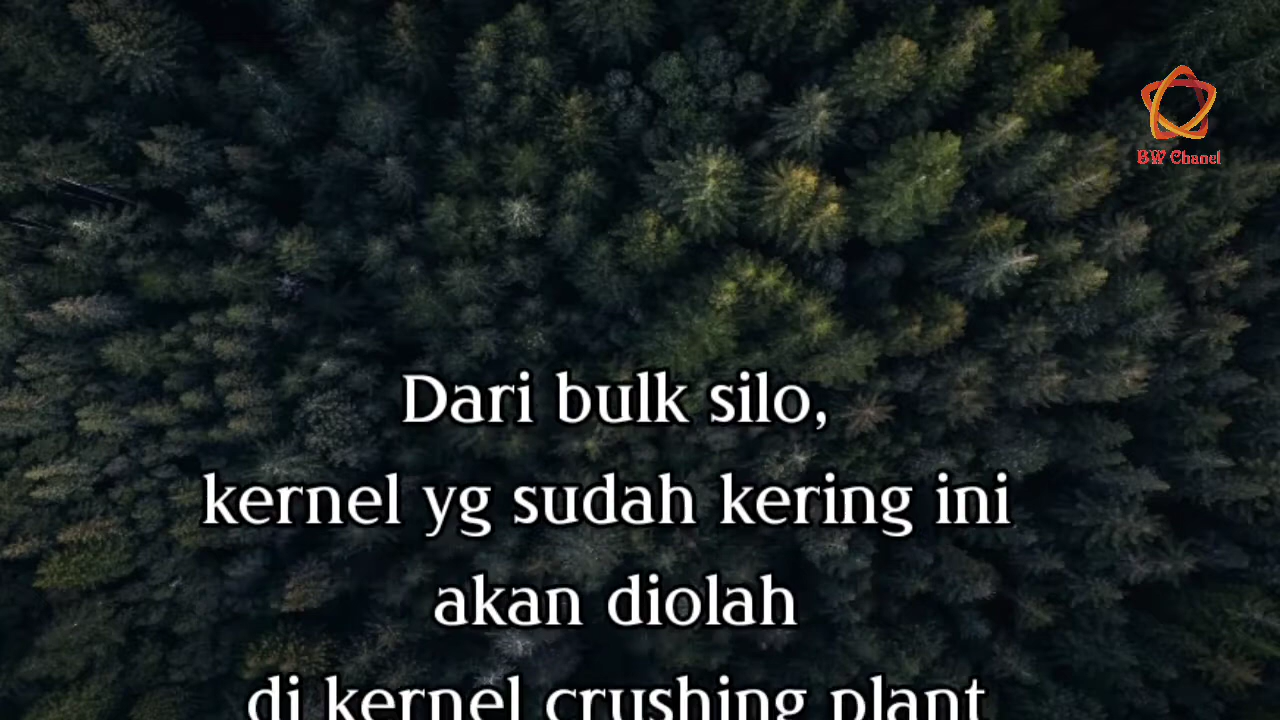 BW Chanel
Dari bulk silo,
kernel yg sudah kering ini
akan diolah
di kernel crushing plant